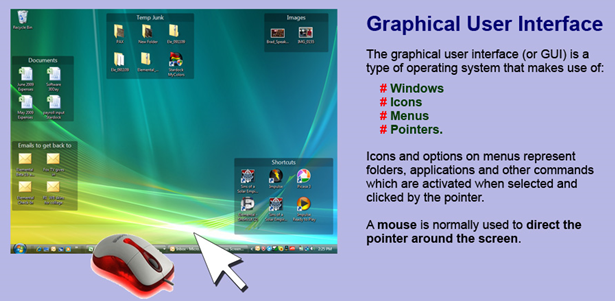 Recycle Bin
Temp Junk
Images
New Folder
Documents
Emails to get back to
Shortcuts
Graphical User Interface
The graphical user interface (or GUI) is a
type of operating system that makes use of:
# Windows
# Icons
# Menus
# Pointers.
Icons and options on menus represent
folders, applications and other commands
which are activated when selected and
clicked by the pointer.
A mouse is normally used to direct the
pointer around the screen.